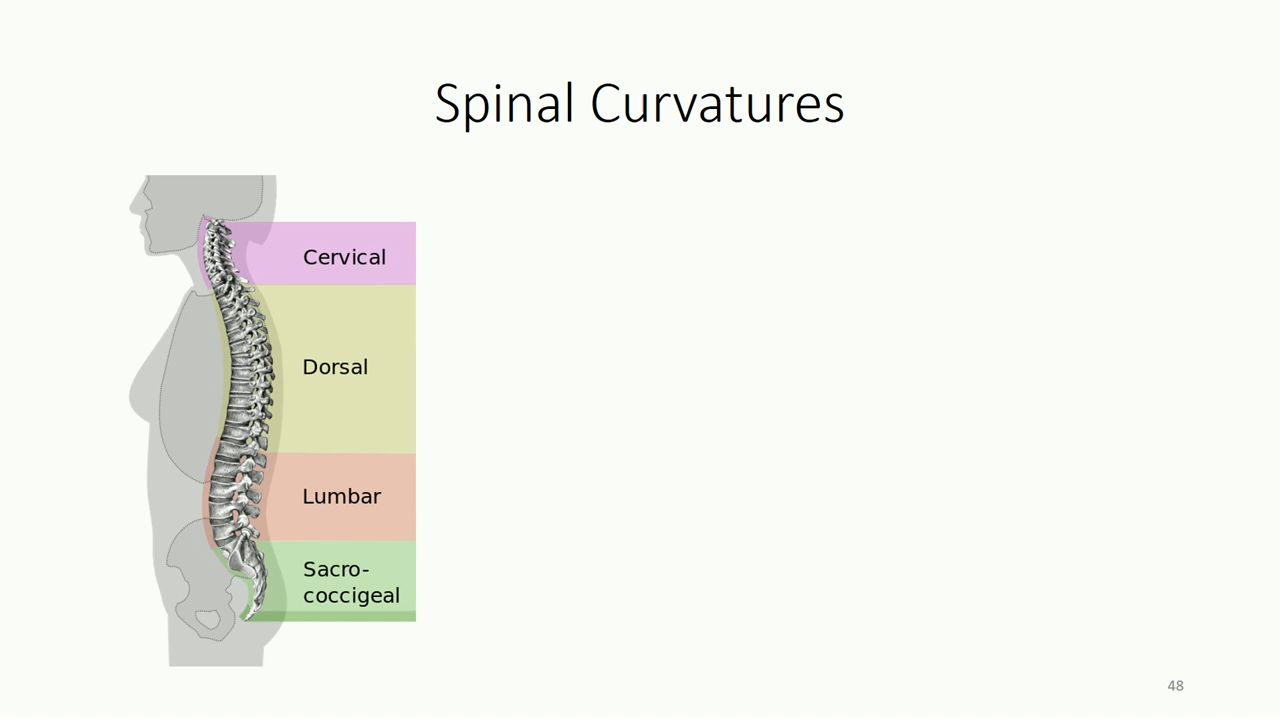 Spinal Curvatures
Cervical
Dorsal
Lumbar
Sacro-
coccigeal
48